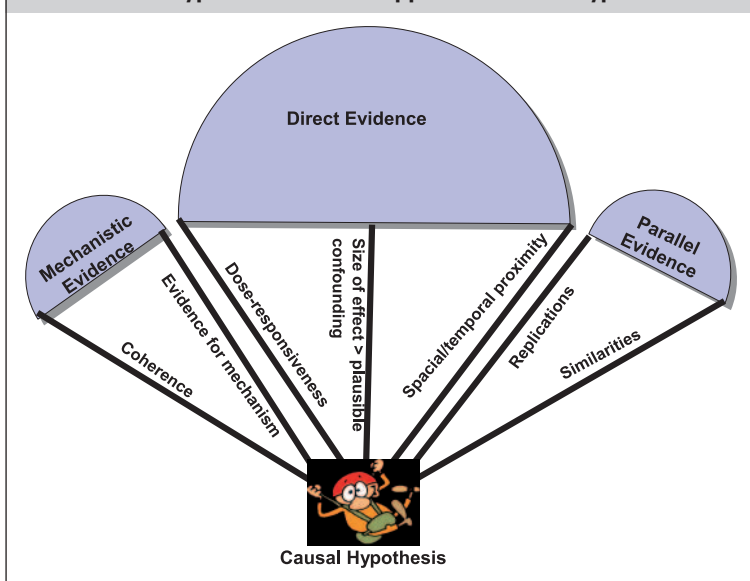 Direct Evidence
Mechanistic
Evidence
Parallel
Evidence
Coherence
Evidence for mechanism
Dose-responsiveness
Size of effect > plausible
confounding
Spacial/temporal proximity
Replications
Similarities
Causal Hypothesis